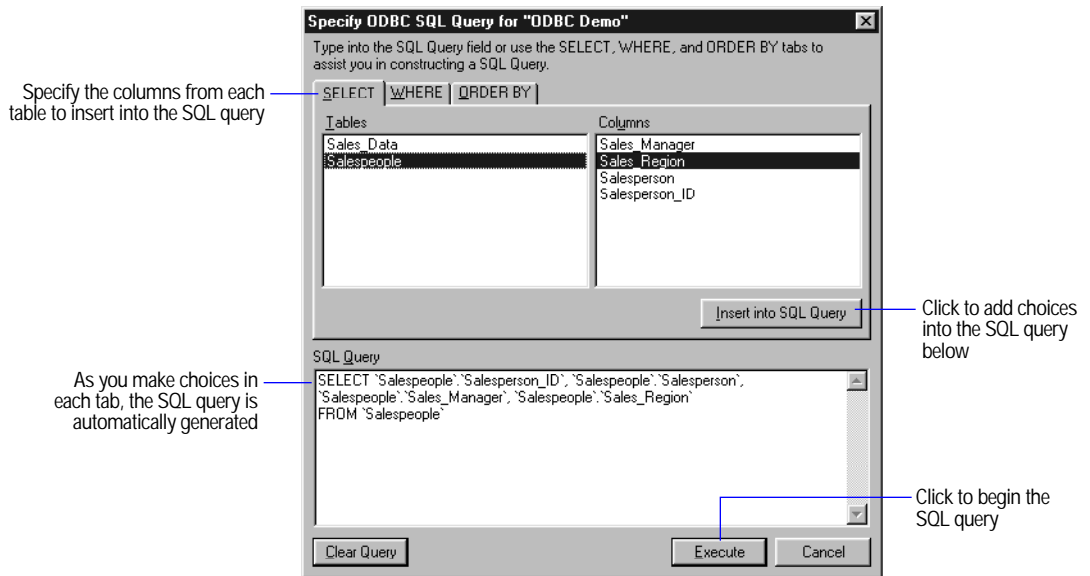 Specify ODBC SQL Query for "ODBC Demo"
Type into the SQL Query field or use the SELECT, WHERE, and ORDER BY tabs to
assist you in constructing a SQL Query.
Specify the columns from each
table to insert into the SQL query
SELECT WHERE ORDER BY
Tables
Sales_Data
Salespeople
Columns
Sales_Manager
Sales_Region
Salesperson
Salesperson_ID
Insert into SQL Query
Click to add choices
into the SQL query
below
SQL Query
As you make choices in
each tab, the SQL query is
automatically generated
SELECT `Salespeople`.`Salesperson_ID`, `Salespeople`.`Salesperson`,
`Salespeople`.`Sales_Manager`, `Salespeople`.`Sales_Region`
FROM `Salespeople`
Click to begin the
SQL query
Clear Query
Execute
Cancel